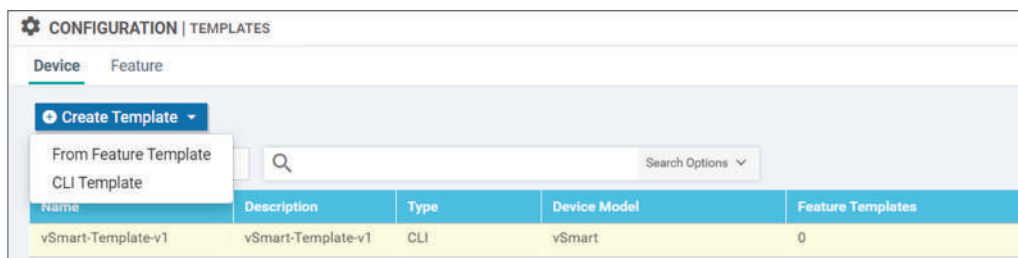 CONFIGURATION | TEMPLATES
Device Feature
Create Template
From Feature Template
CLI Template
Search Options
Name Description Type Device Model Feature Templates
vSmart-Template-v1 vSmart-Template-v1 CLI vSmart 0